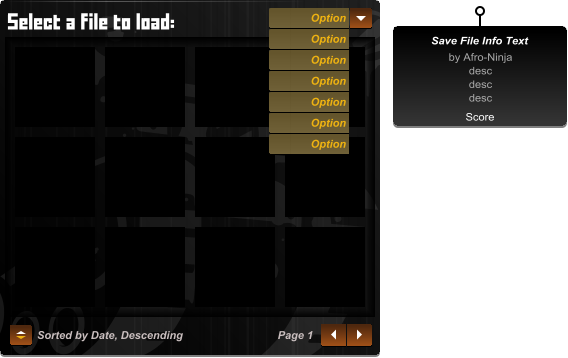 Select a file to load:
Option
Option
Option
Option
Option
Option
Option
Sorted by Date, Descending
Page 1
Save File Info Text
by Afro-Ninja
desc
desc
desc
Score